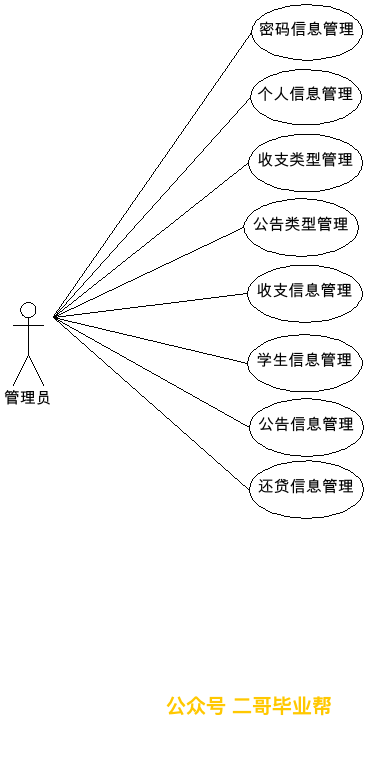 密码信息管理
个人信息管理
收支类型管理
公告类型管理
收支信息管理
学生信息管理
管理员
公告信息管理
还贷信息管理
公众号 二哥毕业帮